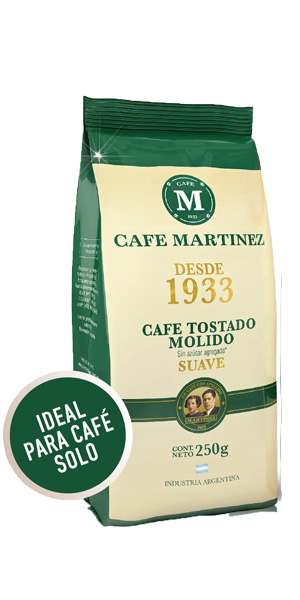 CAFE
M
CAFE MARTINEZ
DESDE
1933
CAFE TOSTADO
MOLIDO
Sin azúcar agregada*
SUAVE
MARTINEZ
CONT.
NETO 250g
INDUSTRIA ARGENTINA
IDEAL
PARA CAFÉ
SOLO